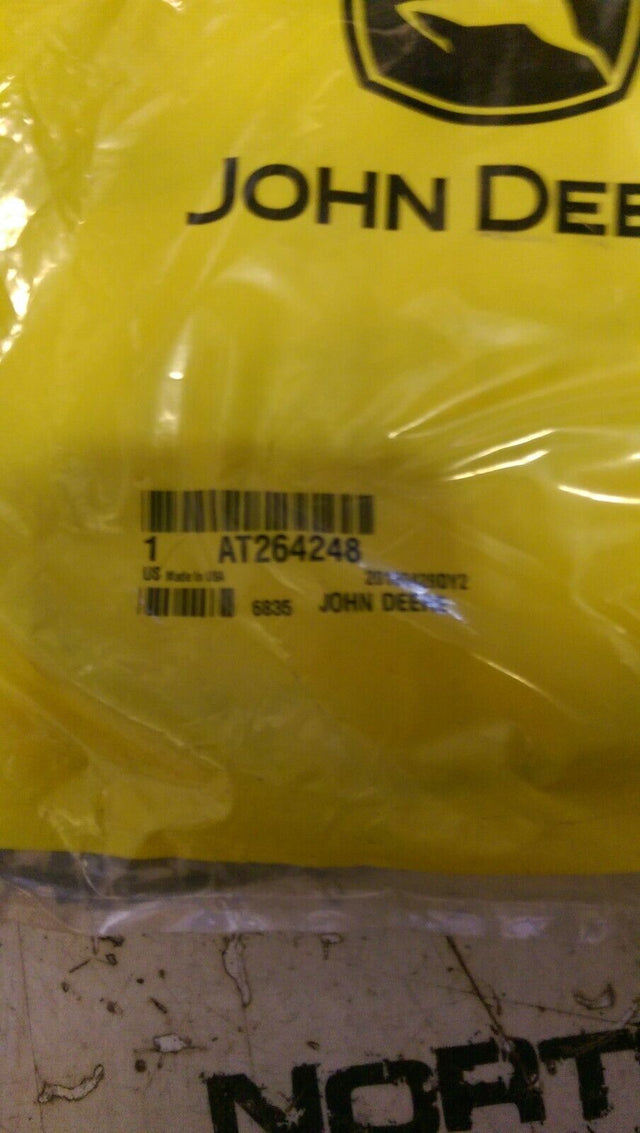 JOHN DEE
1 AT264248
US Made In USA
6835 JOHN DEERE
NORT